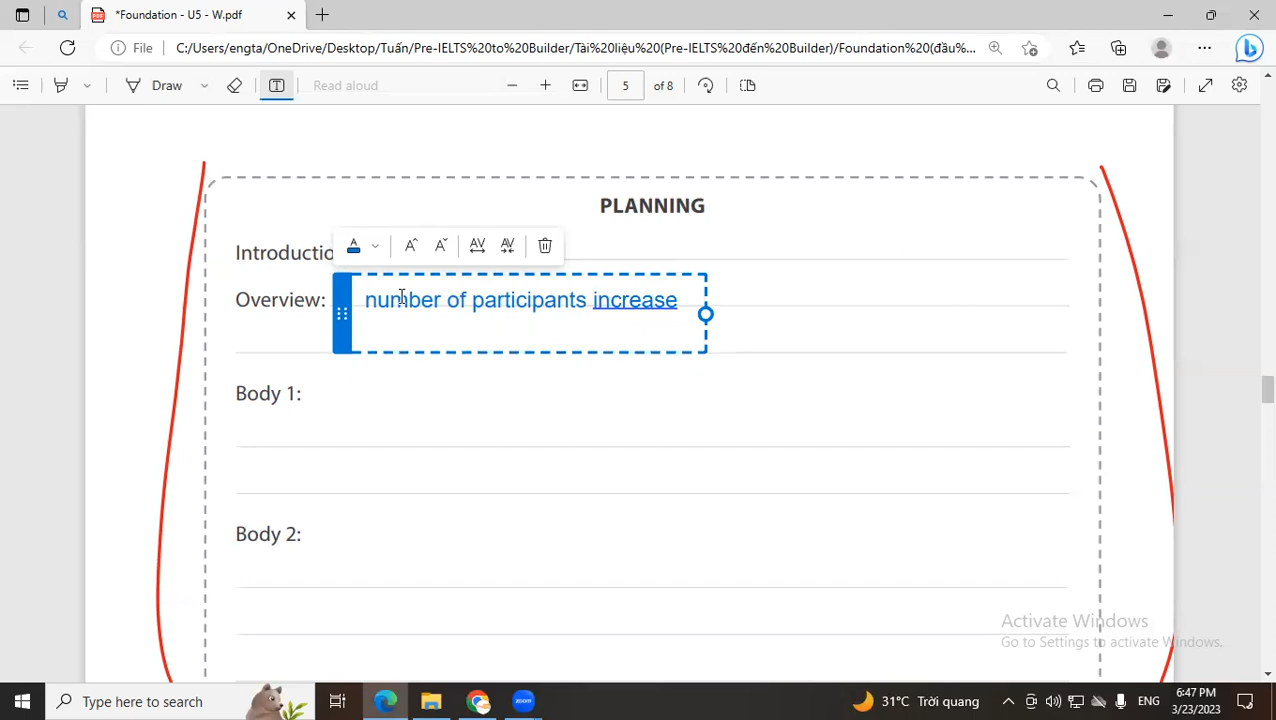 *Foundation - U5 - W.pdf
File
C:/Users/engta/OneDrive/Desktop/Tuấn/Pre-IELTS%20to%20Builder/Tài%20liệu%20(Pre-IELTS%20đến%20Builder)/Foundation%20(đầu%...
Draw
Read aloud
5
of 8
PLANNING
Introductio
Overview: number of participants increase
Body 1:
Body 2:
Activate Windows
Go to Settings to activate Windows.
Type here to search
zoom
31°C Trời quang
ENG
6:47 PM
3/23/2023